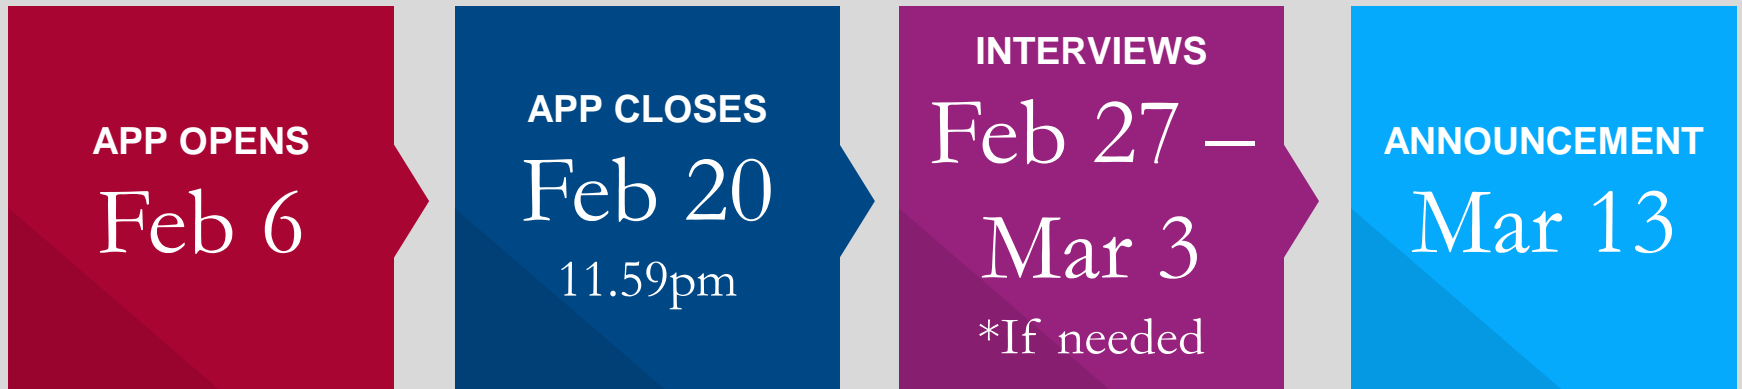 APP OPENS
Feb 6
APP CLOSES
Feb 20
11.59pm
INTERVIEWS
Feb 27 –
Mar 3
*If needed
ANNOUNCEMENT
Mar 13